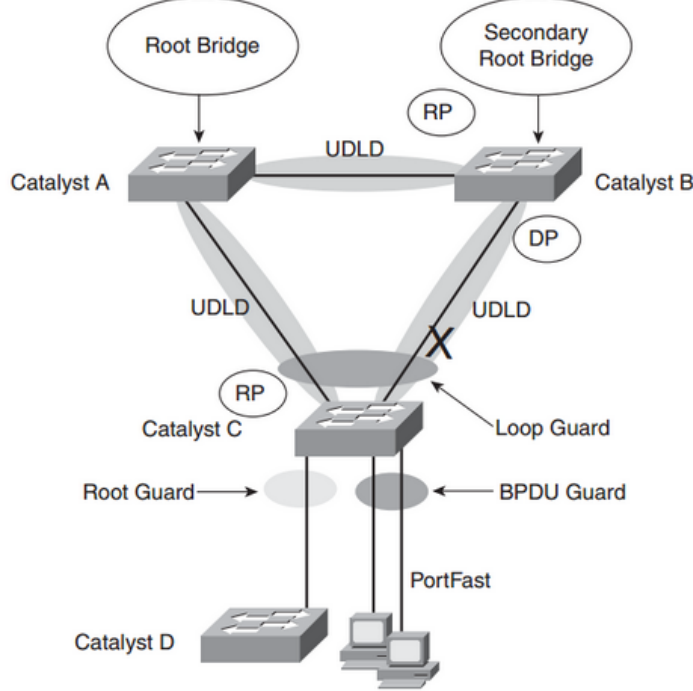 Root Bridge
Secondary
Root Bridge
RP
UDLD
Catalyst A
Catalyst B
DP
UDLD
UDLD
X
RP
Catalyst C
Loop Guard
Root Guard
BPDU Guard
PortFast
Catalyst D